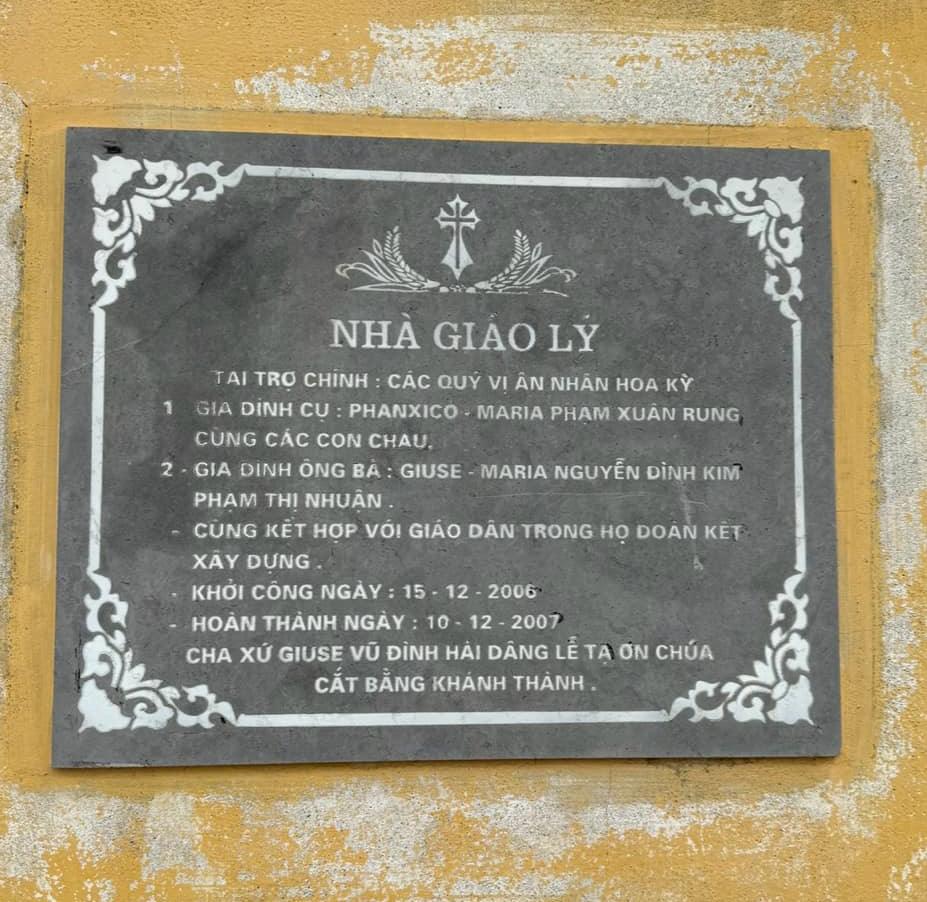 NHÀ GIÁO LÝ
TÀI TRỢ CHÍNH : CÁC QUÝ VỊ ÂN NHÂN HOA KỲ
1 GIA ĐÌNH CỤ : PHANXICO - MARIA PHẠM XUÂN RUNG,
CÙNG CÁC CON CHÁU.
2 - GIA ĐÌNH ÔNG BÀ : GIUSE - MARIA NGUYỄN ĐÌNH KIM
PHẠM THỊ NHUẬN .
- CÙNG KẾT HỢP VỚI GIÁO DÂN TRONG HỌ ĐOÀN KẾT
XÂY DỰNG .
- KHỞI CÔNG NGÀY : 15 - 12 - 2006
- HOÀN THÀNH NGÀY : 10 - 12 - 2007
CHA XỨ GIUSE VŨ ĐÌNH HẢI DÂNG LỄ TẠ ƠN CHÚA
CẮT BĂNG KHÁNH THÀNH .